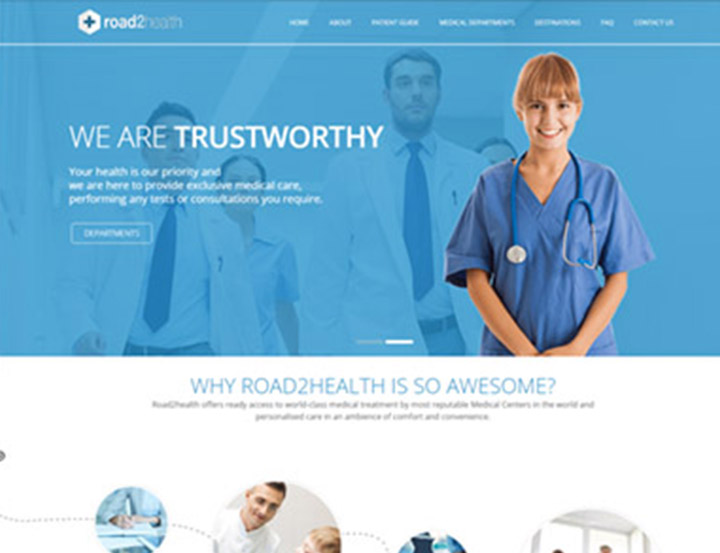 road2health
HOME ABOUT PATIENT GUIDE MEDICAL DEPARTMENTS DESTINATIONS FAQ CONTACT US
WE ARE TRUSTWORTHY
Your health is our priority and
we are here to provide exclusive medical care,
performing any tests or consultations you require.
DEPARTMENTS
WHY ROAD2HEALTH IS SO AWESOME?
Road2health offers ready access to world-class medical treatment by most reputable Medical Centers in the world and
personalised care in an ambience of comfort and convenience.